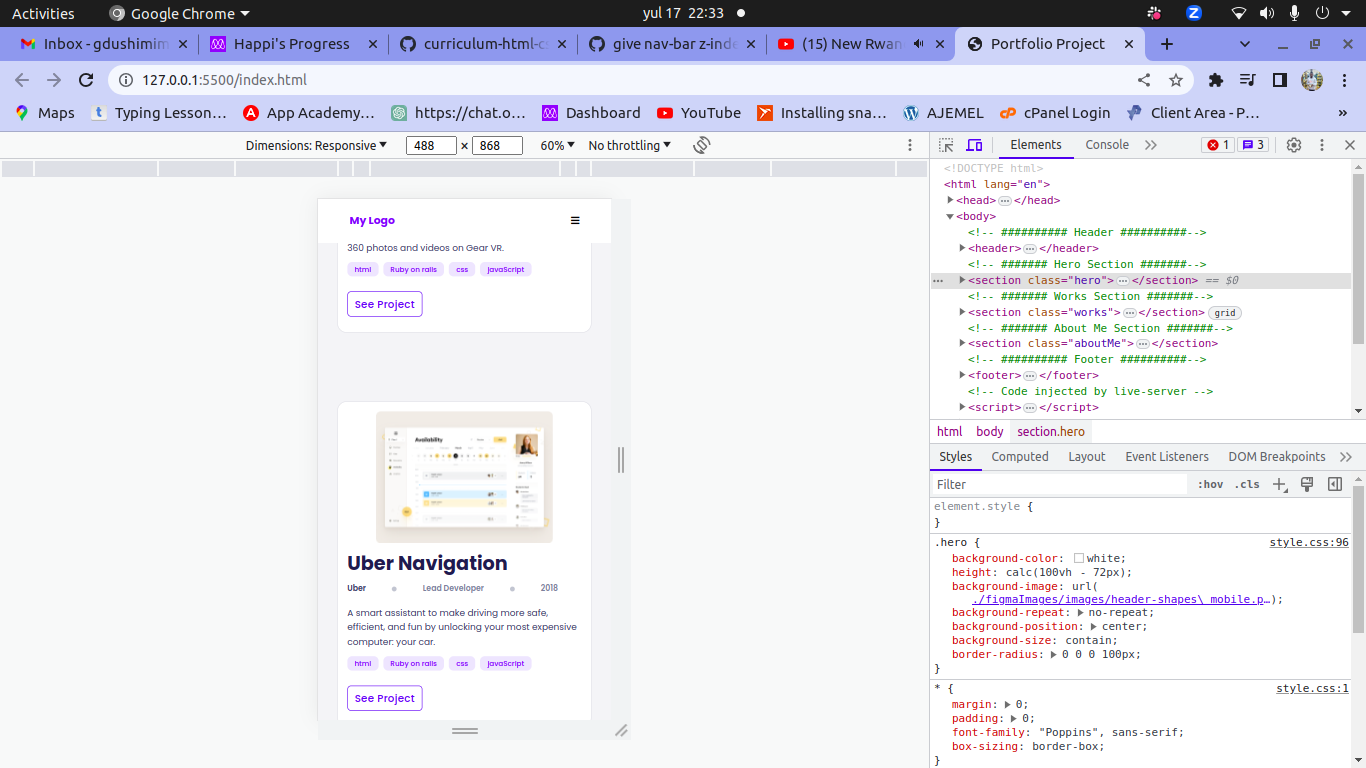 Activities Google Chrome yul 17 22:33
Inbox - gdushimim Happi's Progress curriculum-html-cs give nav-bar z-inde (15) New Rwan Portfolio Project
127.0.0.1:5500/index.html
Maps Typing Lesson… App Academy… https://chat.o… Dashboard YouTube Installing sna… AJEMEL cPanel Login Client Area - P… »
Dimensions: Responsive 488 × 868 60% No throttling
Elements Console 1 3
My Logo
360 photos and videos on Gear VR.
html Ruby on rails css javaScript
See Project
Availability
Uber Navigation
Uber Lead Developer 2018
A smart assistant to make driving more safe,
efficient, and fun by unlocking your most expensive
computer: your car.
html Ruby on rails css javaScript
See Project
<!DOCTYPE html>
<html lang="en">
<head>…</head>
<body>
<!-- ########## Header ##########-->
<header>…</header>
<!-- ####### Hero Section #######-->
<section class="hero">…</section> == $0
<!-- ####### Works Section #######-->
<section class="works">…</section> grid
<!-- ####### About Me Section #######-->
<section class="aboutMe">…</section>
<!-- ########## Footer ##########-->
<footer>…</footer>
<!-- Code injected by live-server -->
<script>…</script>
html body section.hero
Styles Computed Layout Event Listeners DOM Breakpoints
Filter :hov .cls
element.style {
}
.hero { style.css:96
background-color: white;
height: calc(100vh - 72px);
background-image: url(
./figmaImages/images/header-shapes\ mobile.p…);
background-repeat: no-repeat;
background-position: center;
background-size: contain;
border-radius: 0 0 0 100px;
}
* { style.css:1
margin: 0;
padding: 0;
font-family: "Poppins", sans-serif;
box-sizing: border-box;
}